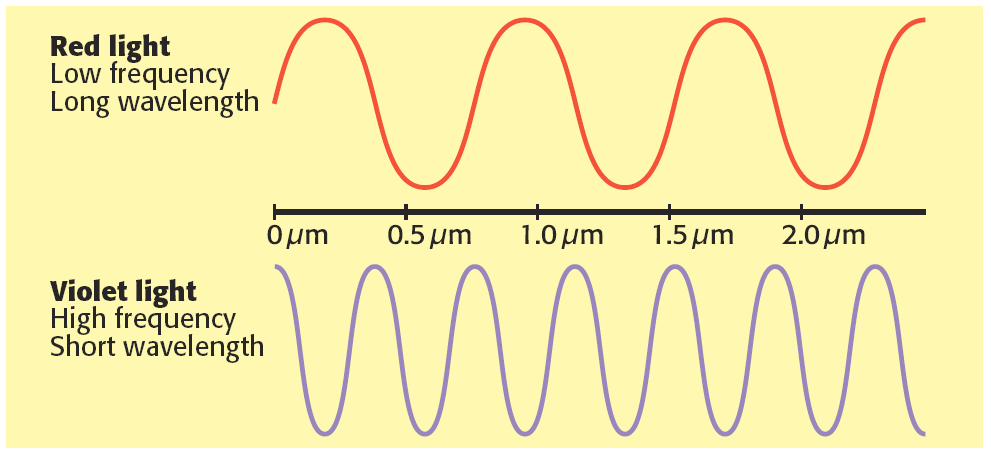 Red light
Low frequency
Long wavelength
0 µm 0.5 µm 1.0 µm 1.5 µm 2.0 µm
Violet light
High frequency
Short wavelength